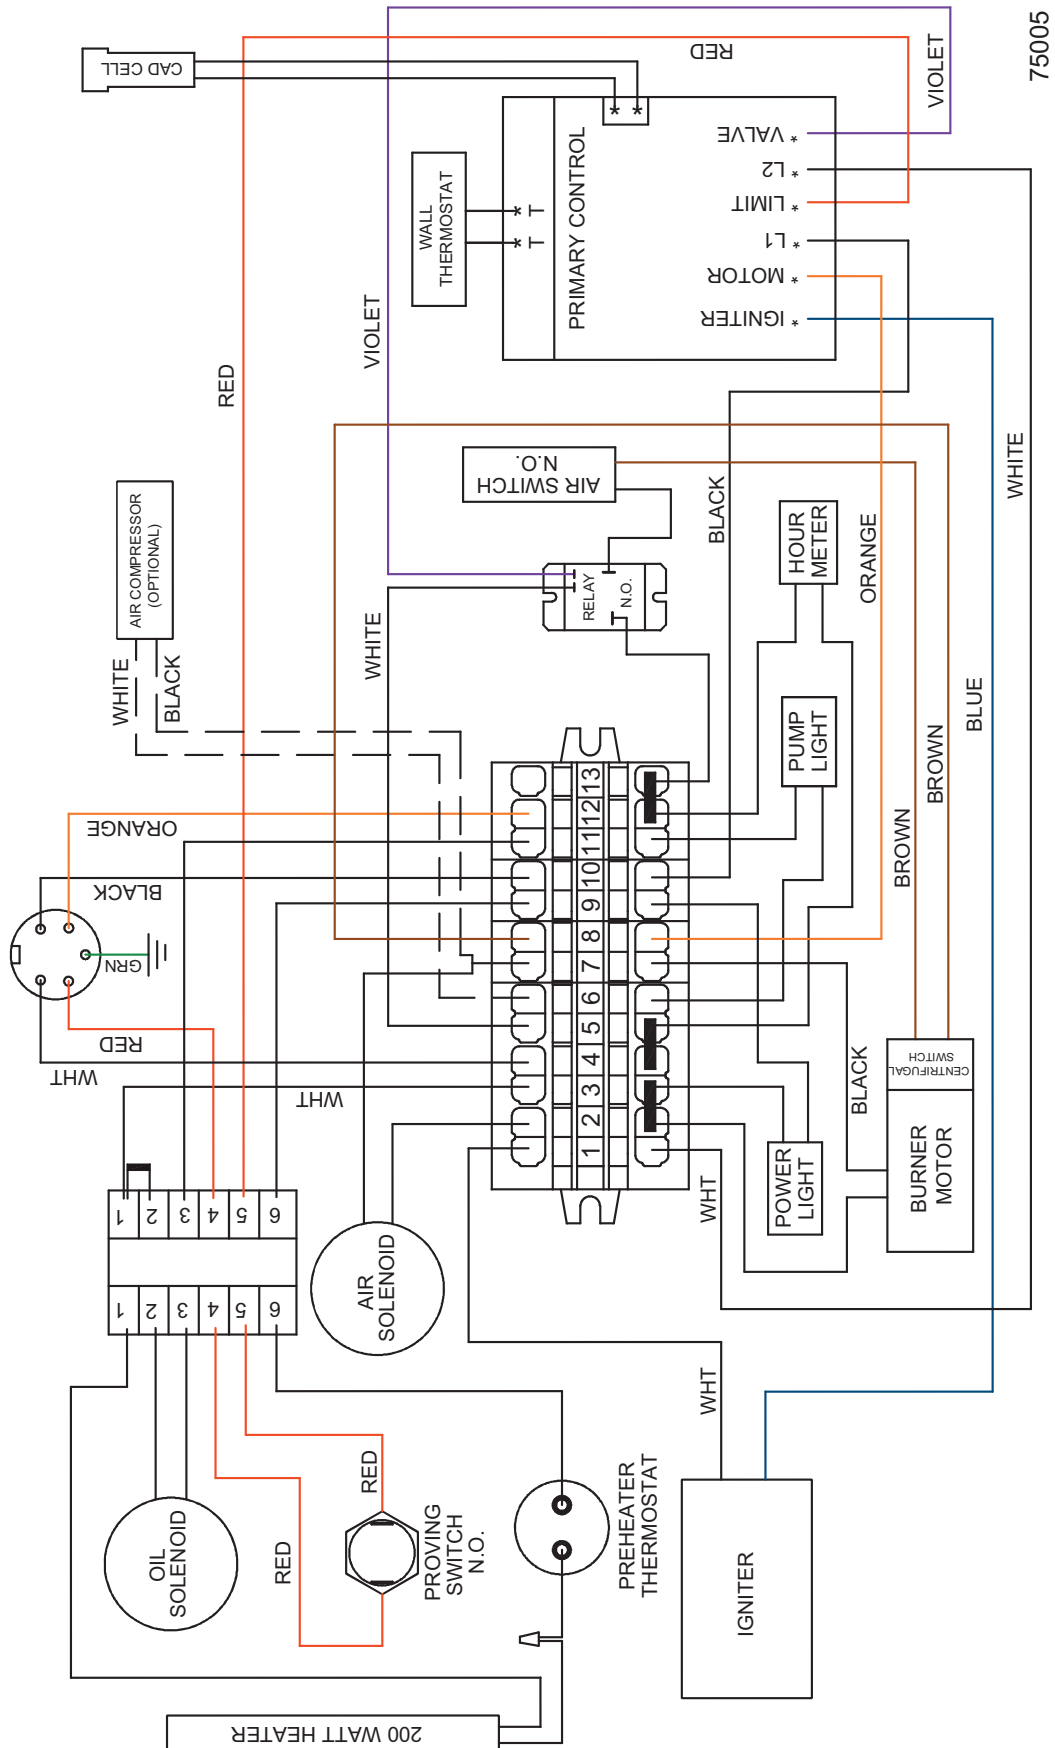 75005
CAD CELL
RED
VIOLET
WALL
THERMOSTAT
* T
* T
* *
PRIMARY CONTROL
* VALVE
* L2
* LIMIT
* L1
* MOTOR
* IGNITER
VIOLET
RED
AIR COMPRESSOR
(OPTIONAL)
WHITE
BLACK
WHITE
AIR SWITCH
N.O.
RELAY
N.O.
BLACK
HOUR
METER
ORANGE
WHITE
BLUE
BROWN
BROWN
PUMP
LIGHT
ORANGE
BLACK
GRN
RED
WHT
WHT
1 2 3 4 5 6 7 8 9 10 11 12 13
BLACK
CENTRIFUGAL
SWITCH
BURNER
MOTOR
POWER
LIGHT
WHT
1 2 3 4 5 6
1 2 3 4 5 6
AIR
SOLENOID
OIL
SOLENOID
RED
RED
PROVING
SWITCH
N.O.
PREHEATER
THERMOSTAT
WHT
IGNITER
200 WATT HEATER